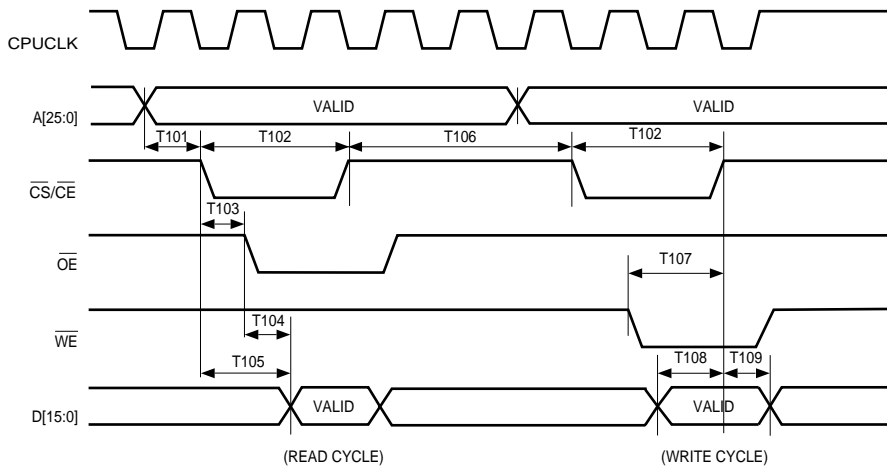 CPUCLK
A[25:0]
VALID
VALID
T101
T102
T106
T102
CS/CE
T103
OE
T107
WE
T104
T105
T108
T109
D[15:0]
VALID
VALID
(READ CYCLE)
(WRITE CYCLE)